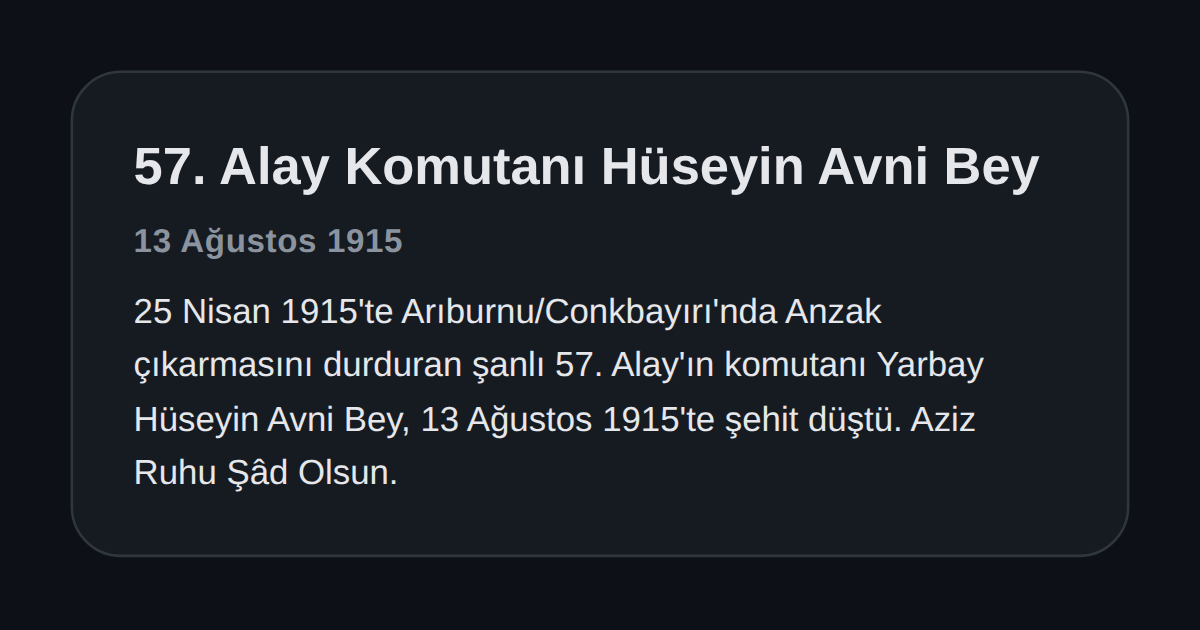 57. Alay Komutanı Hüseyin Avni Bey
13 Ağustos 1915
25 Nisan 1915'te Arıburnu/Conkbayırı'nda Anzak
çıkarmasını durduran şanlı 57. Alay'ın komutanı Yarbay
Hüseyin Avni Bey, 13 Ağustos 1915'te şehit düştü. Aziz
Ruhu Şâd Olsun.